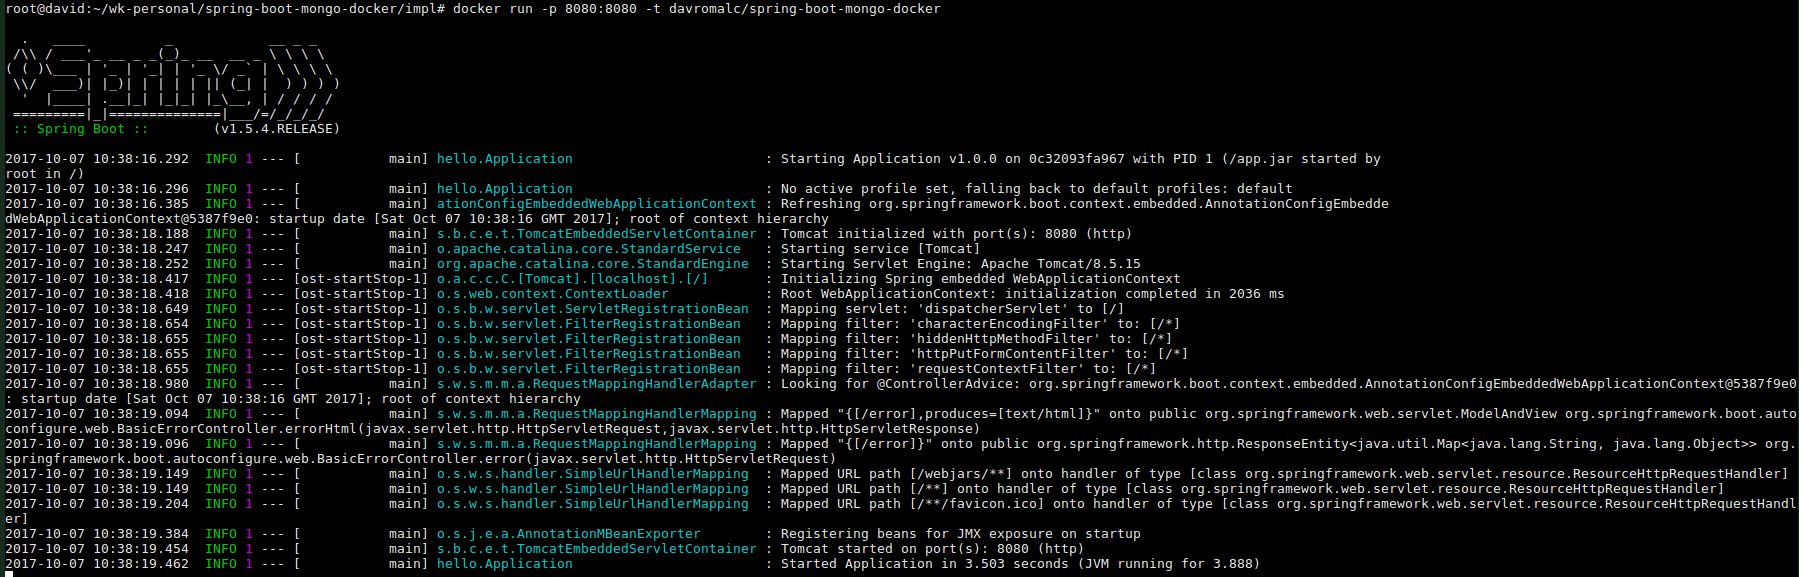 root@david:~/wk-personal/spring-boot-mongo-docker/impl# docker run -p 8080:8080 -t davromalc/spring-boot-mongo-docker

  .   ____          _            __ _ _
 /\\ / ___'_ __ _ _(_)_ __  __ _ \ \ \ \
( ( )\___ | '_ | '_| | '_ \/ _` | \ \ \ \
 \\/  ___)| |_)| | | | | || (_| |  ) ) ) )
  '  |____| .__|_| |_|_| |_\__, | / / / /
 =========|_|==============|___/=/_/_/_/
 :: Spring Boot ::        (v1.5.4.RELEASE)

2017-10-07 10:38:16.292  INFO 1 --- [           main] hello.Application                        : Starting Application v1.0.0 on 0c32093fa967 with PID 1 (/app.jar started by
root in /)
2017-10-07 10:38:16.296  INFO 1 --- [           main] hello.Application                        : No active profile set, falling back to default profiles: default
2017-10-07 10:38:16.385  INFO 1 --- [           main] ationConfigEmbeddedWebApplicationContext : Refreshing org.springframework.boot.context.embedded.AnnotationConfigEmbedde
dWebApplicationContext@5387f9e0: startup date [Sat Oct 07 10:38:16 GMT 2017]; root of context hierarchy
2017-10-07 10:38:18.188  INFO 1 --- [           main] s.b.c.e.t.TomcatEmbeddedServletContainer : Tomcat initialized with port(s): 8080 (http)
2017-10-07 10:38:18.247  INFO 1 --- [           main] o.apache.catalina.core.StandardService   : Starting service [Tomcat]
2017-10-07 10:38:18.252  INFO 1 --- [           main] org.apache.catalina.core.StandardEngine  : Starting Servlet Engine: Apache Tomcat/8.5.15
2017-10-07 10:38:18.417  INFO 1 --- [ost-startStop-1] o.a.c.c.C.[Tomcat].[localhost].[/]       : Initializing Spring embedded WebApplicationContext
2017-10-07 10:38:18.418  INFO 1 --- [ost-startStop-1] o.s.web.context.ContextLoader            : Root WebApplicationContext: initialization completed in 2036 ms
2017-10-07 10:38:18.649  INFO 1 --- [ost-startStop-1] o.s.b.w.servlet.ServletRegistrationBean  : Mapping servlet: 'dispatcherServlet' to [/]
2017-10-07 10:38:18.654  INFO 1 --- [ost-startStop-1] o.s.b.w.servlet.FilterRegistrationBean   : Mapping filter: 'characterEncodingFilter' to: [/*]
2017-10-07 10:38:18.655  INFO 1 --- [ost-startStop-1] o.s.b.w.servlet.FilterRegistrationBean   : Mapping filter: 'hiddenHttpMethodFilter' to: [/*]
2017-10-07 10:38:18.655  INFO 1 --- [ost-startStop-1] o.s.b.w.servlet.FilterRegistrationBean   : Mapping filter: 'httpPutFormContentFilter' to: [/*]
2017-10-07 10:38:18.655  INFO 1 --- [ost-startStop-1] o.s.b.w.servlet.FilterRegistrationBean   : Mapping filter: 'requestContextFilter' to: [/*]
2017-10-07 10:38:18.980  INFO 1 --- [           main] s.w.s.m.m.a.RequestMappingHandlerAdapter : Looking for @ControllerAdvice: org.springframework.boot.context.embedded.AnnotationConfigEmbeddedWebApplicationContext@5387f9e0
: startup date [Sat Oct 07 10:38:16 GMT 2017]; root of context hierarchy
2017-10-07 10:38:19.094  INFO 1 --- [           main] s.w.s.m.m.a.RequestMappingHandlerMapping : Mapped "{[/error],produces=[text/html]}" onto public org.springframework.web.servlet.ModelAndView org.springframework.boot.auto
configure.web.BasicErrorController.errorHtml(javax.servlet.http.HttpServletRequest,javax.servlet.http.HttpServletResponse)
2017-10-07 10:38:19.096  INFO 1 --- [           main] s.w.s.m.m.a.RequestMappingHandlerMapping : Mapped "{[/error]}" onto public org.springframework.http.ResponseEntity<java.util.Map<java.lang.String, java.lang.Object>> org.
springframework.boot.autoconfigure.web.BasicErrorController.error(javax.servlet.http.HttpServletRequest)
2017-10-07 10:38:19.149  INFO 1 --- [           main] o.s.w.s.handler.SimpleUrlHandlerMapping  : Mapped URL path [/webjars/**] onto handler of type [class org.springframework.web.servlet.resource.ResourceHttpRequestHandler]
2017-10-07 10:38:19.149  INFO 1 --- [           main] o.s.w.s.handler.SimpleUrlHandlerMapping  : Mapped URL path [/**] onto handler of type [class org.springframework.web.servlet.resource.ResourceHttpRequestHandler]
2017-10-07 10:38:19.204  INFO 1 --- [           main] o.s.w.s.handler.SimpleUrlHandlerMapping  : Mapped URL path [/**/favicon.ico] onto handler of type [class org.springframework.web.servlet.resource.ResourceHttpRequestHandl
er]
2017-10-07 10:38:19.384  INFO 1 --- [           main] o.s.j.e.a.AnnotationMBeanExporter        : Registering beans for JMX exposure on startup
2017-10-07 10:38:19.454  INFO 1 --- [           main] s.b.c.e.t.TomcatEmbeddedServletContainer : Tomcat started on port(s): 8080 (http)
2017-10-07 10:38:19.462  INFO 1 --- [           main] hello.Application                        : Started Application in 3.503 seconds (JVM running for 3.888)